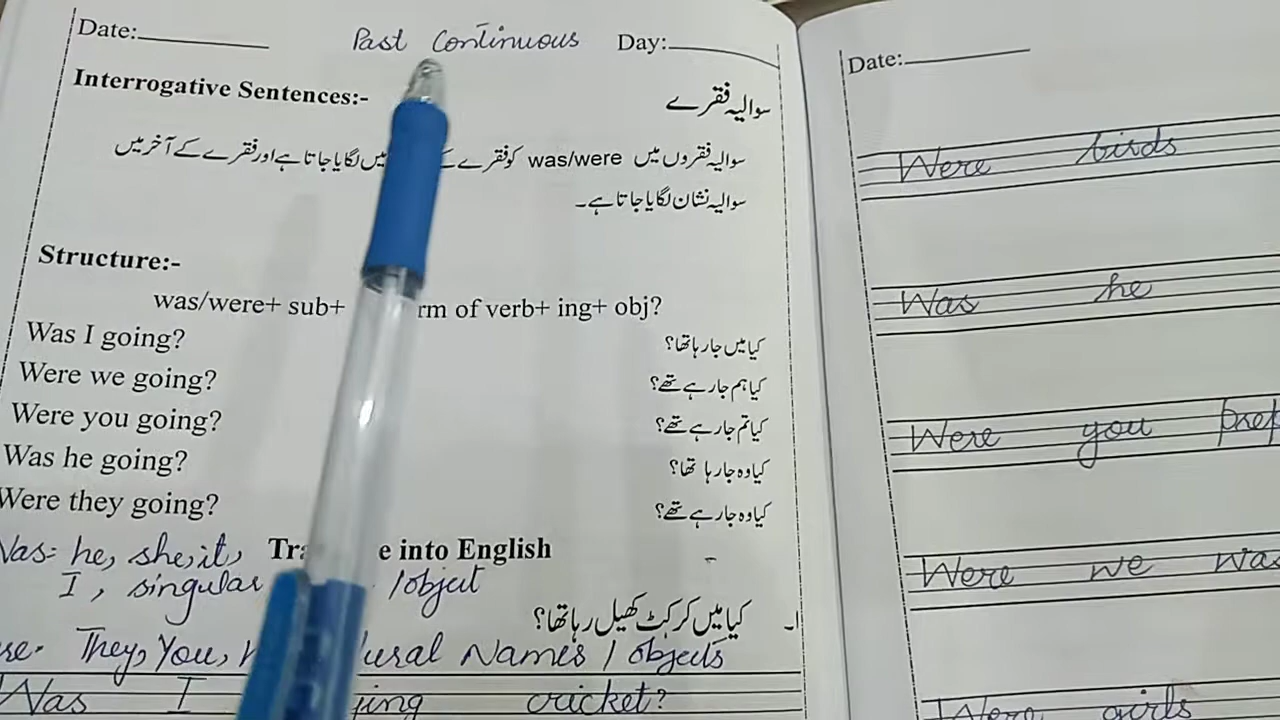 Date: Past Continuous Day:
Interrogative Sentences:-
سوالیہ فقرے
سوالیہ فقروں میں was/were کو فقرے میں لگایا جاتا ہے اور فقرے کے آخر میں
سوالیہ نشان لگایا جاتا ہے۔
Structure:-
was/were+ sub+ of verb+ ing+ obj?
Was I going? کیا میں جا رہا تھا؟
Were we going? کیا ہم جا رہے تھے؟
Were you going? کیا تم جا رہے تھے؟
Was he going? کیا وہ جا رہا تھا؟
Were they going? کیا وہ جا رہے تھے؟
Was: he, she, it, into English
I, singular /object
ا۔ کیا میں کرکٹ کھیل رہا تھا؟
They, You, Names / objects
Was I cricket?
Date:
Were birds
Was he
Were you
Were we
Were girls